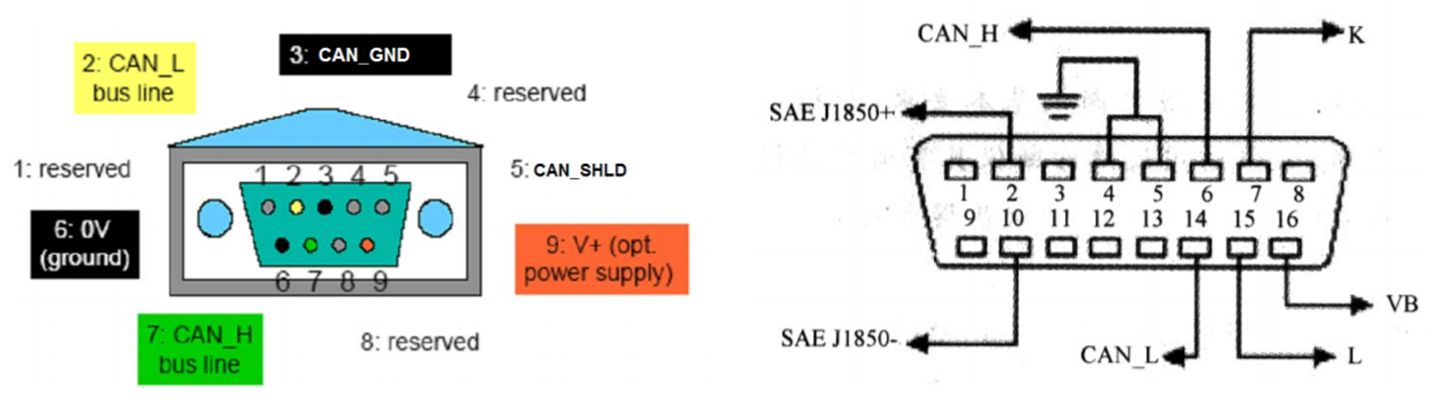 2: CAN_L
bus line
3: CAN_GND
4: reserved
1: reserved
5: CAN_SHLD
1 2 3 4 5
6: 0V
(ground)
9: V+ (opt.
power supply)
6 7 8 9
7: CAN_H
bus line
8: reserved
CAN_H
K
SAE J1850+
1 2 3 4 5 6 7 8
9 10 11 12 13 14 15 16
VB
SAE J1850-
CAN_L
L